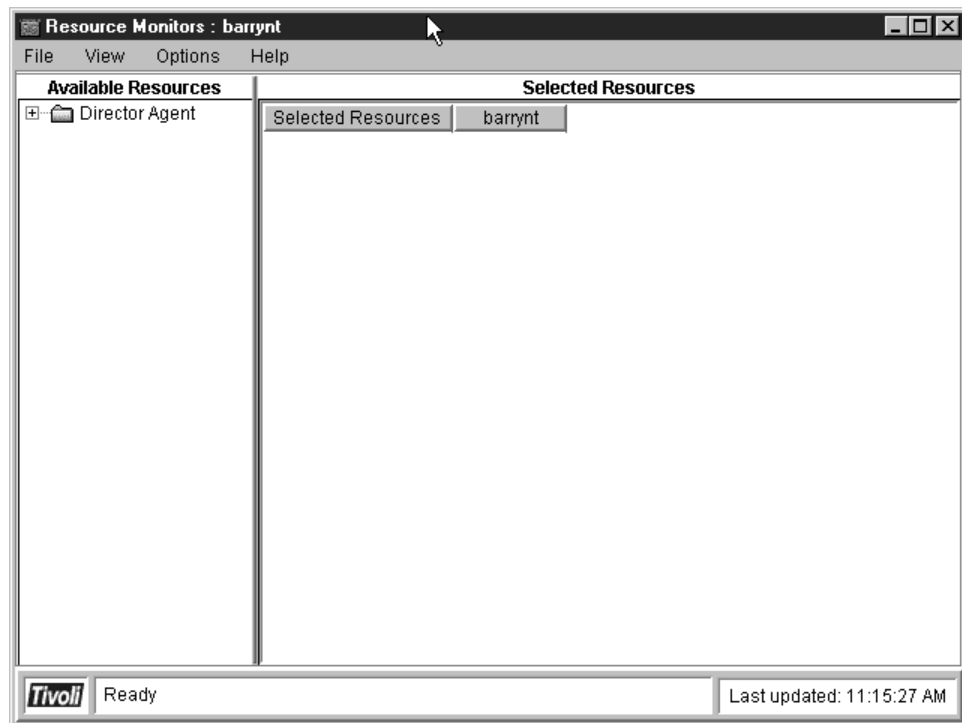 Resource Monitors : barrynt
File View Options Help
Available Resources Selected Resources
Director Agent
Selected Resources barrynt
Tivoli Ready Last updated: 11:15:27 AM